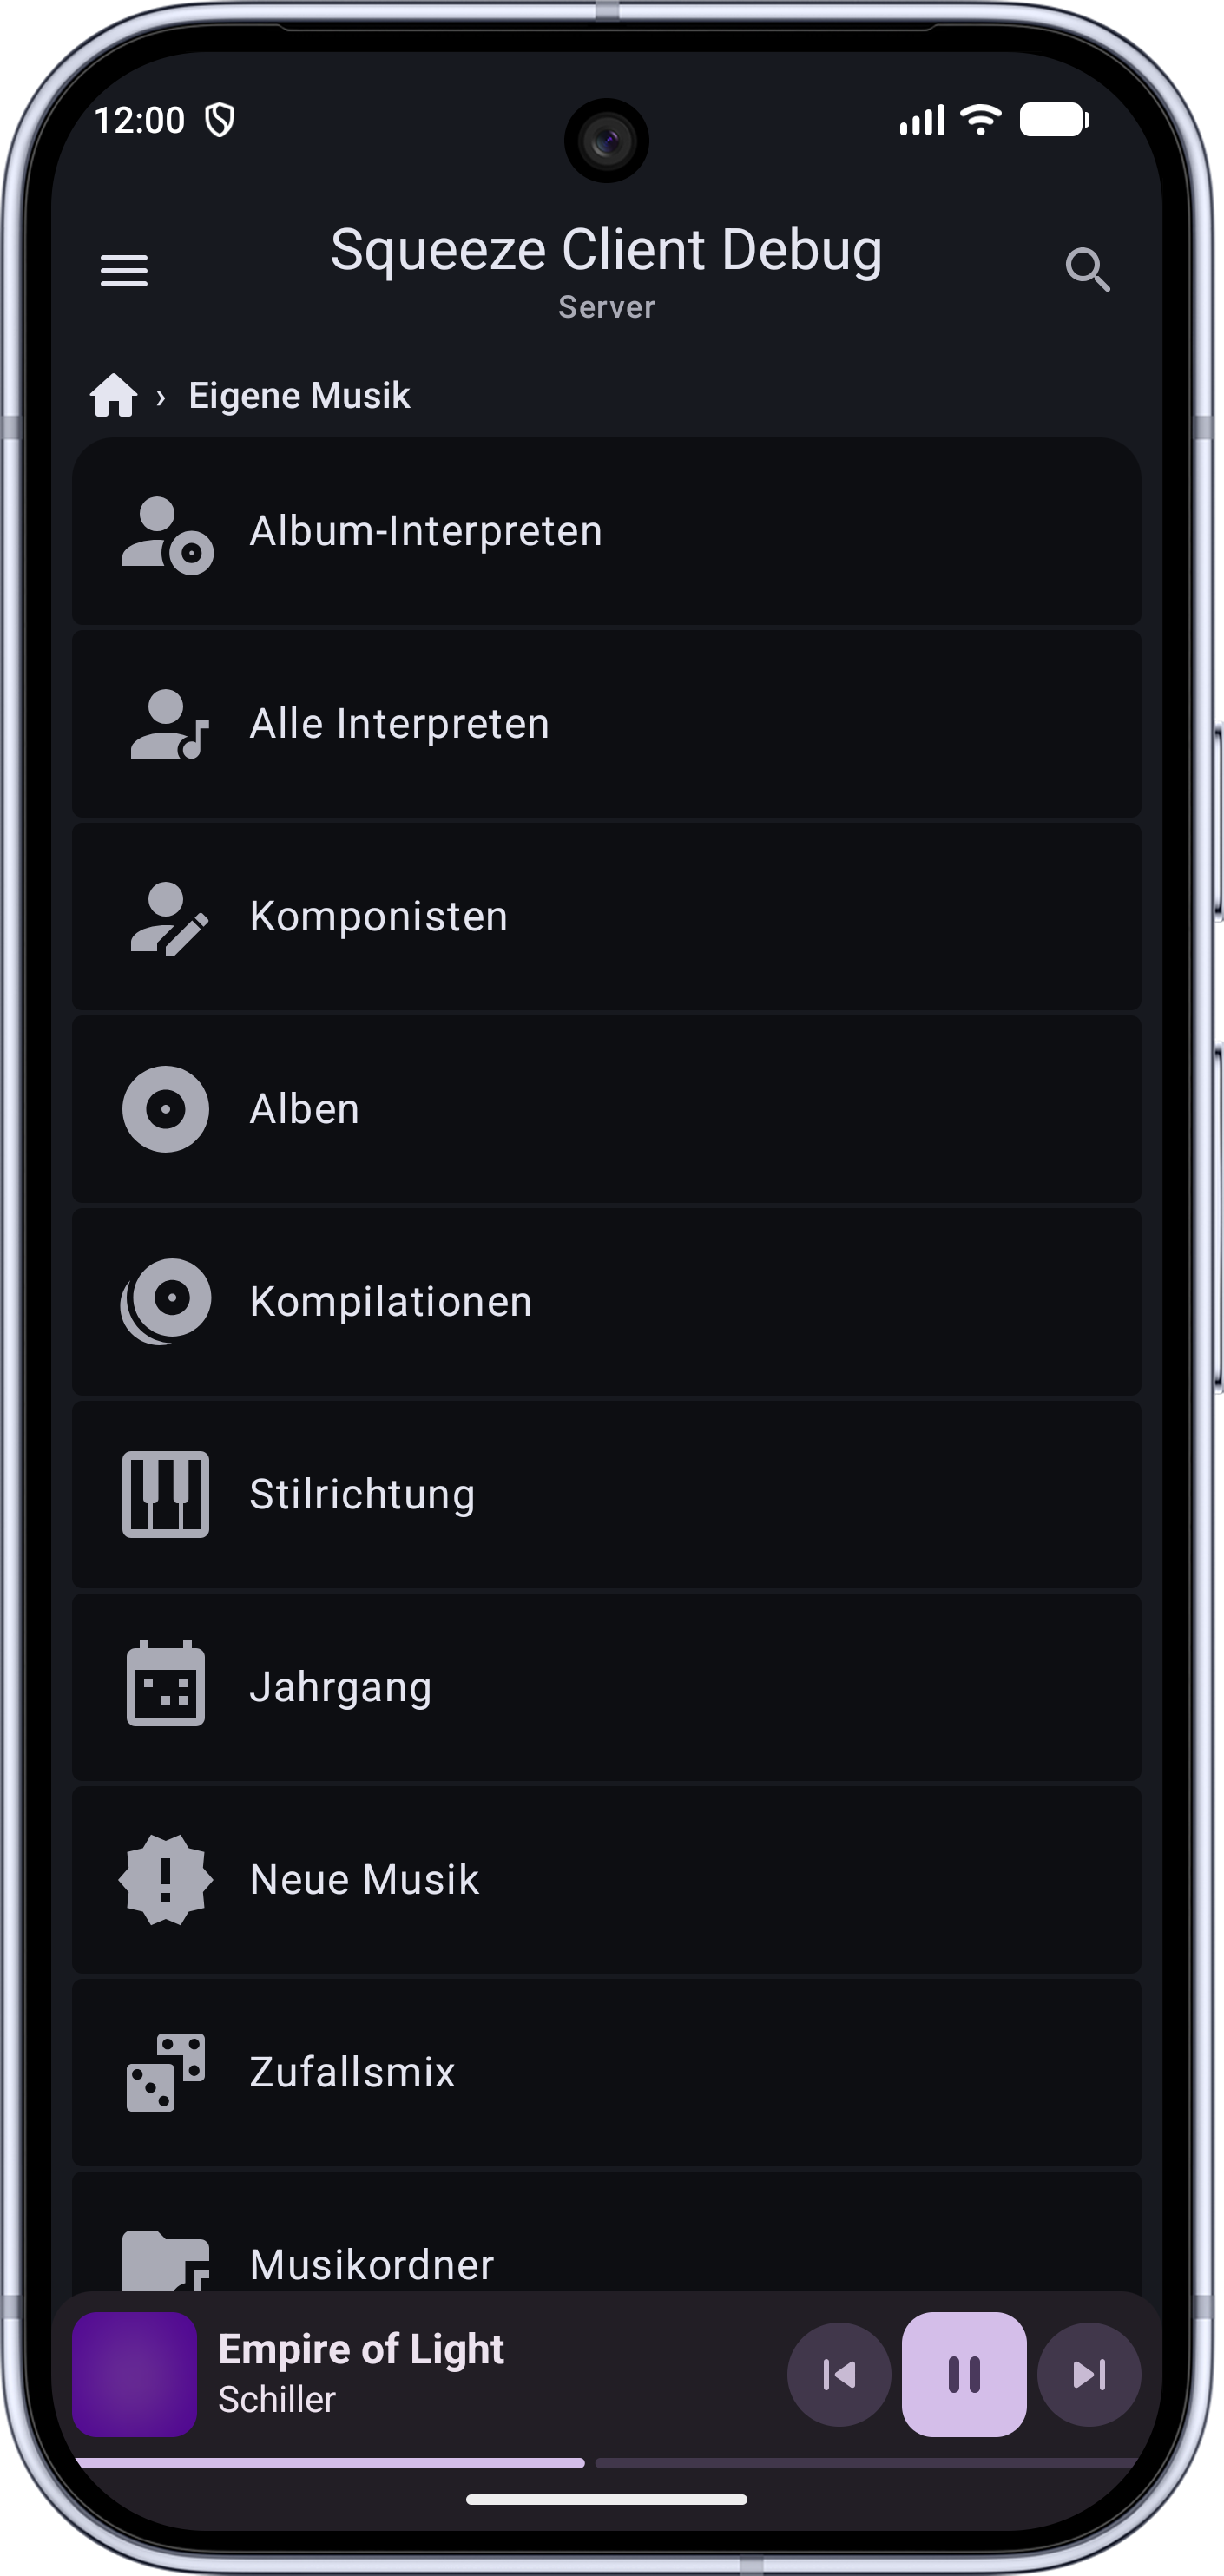 12:00
Squeeze Client Debug
Server
› Eigene Musik
Album-Interpreten
Alle Interpreten
Komponisten
Alben
Kompilationen
Stilrichtung
Jahrgang
Neue Musik
Zufallsmix
Musikordner
Empire of Light
Schiller